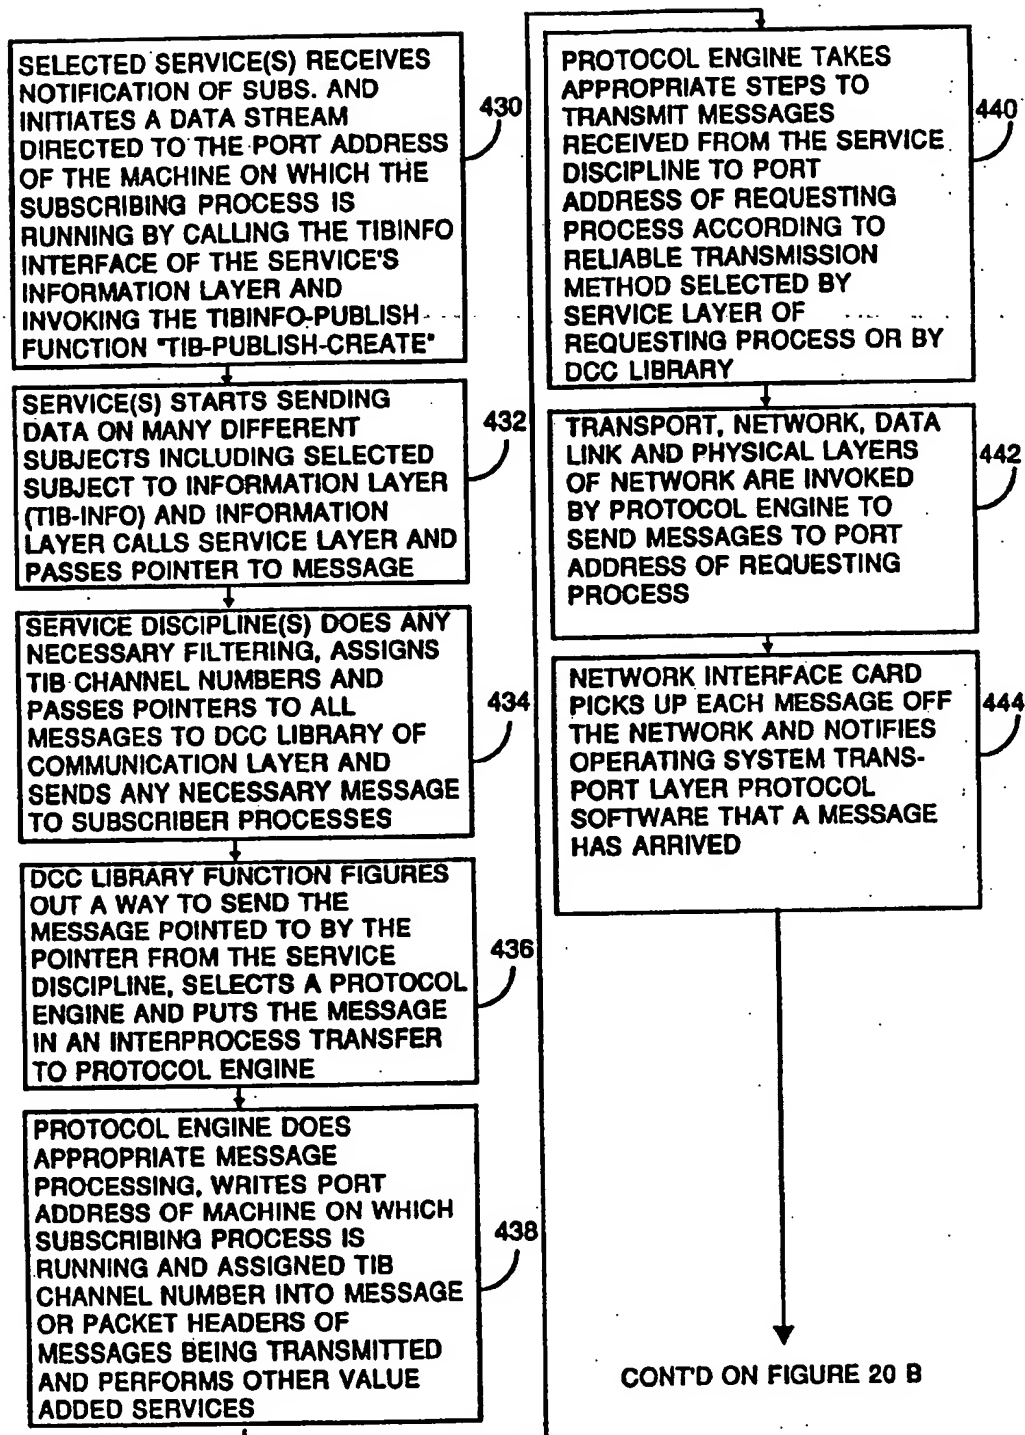 SELECTED SERVICE(S) RECEIVES
NOTIFICATION OF SUBS. AND
INITIATES A DATA STREAM
DIRECTED TO THE PORT ADDRESS
OF THE MACHINE ON WHICH THE
SUBSCRIBING PROCESS IS
RUNNING BY CALLING THE TIBINFO
INTERFACE OF THE SERVICE'S
INFORMATION LAYER AND
INVOKING THE TIBINFO-PUBLISH
FUNCTION "TIB-PUBLISH-CREATE"
430
SERVICE(S) STARTS SENDING
DATA ON MANY DIFFERENT
SUBJECTS INCLUDING SELECTED
SUBJECT TO INFORMATION LAYER
(TIB-INFO) AND INFORMATION
LAYER CALLS SERVICE LAYER AND
PASSES POINTER TO MESSAGE
432
SERVICE DISCIPLINE(S) DOES ANY
NECESSARY FILTERING, ASSIGNS
TIB CHANNEL NUMBERS AND
PASSES POINTERS TO ALL
MESSAGES TO DCC LIBRARY OF
COMMUNICATION LAYER AND
SENDS ANY NECESSARY MESSAGE
TO SUBSCRIBER PROCESSES
434
DCC LIBRARY FUNCTION FIGURES
OUT A WAY TO SEND THE
MESSAGE POINTED TO BY THE
POINTER FROM THE SERVICE
DISCIPLINE, SELECTS A PROTOCOL
ENGINE AND PUTS THE MESSAGE
IN AN INTERPROCESS TRANSFER
TO PROTOCOL ENGINE
436
PROTOCOL ENGINE DOES
APPROPRIATE MESSAGE
PROCESSING, WRITES PORT
ADDRESS OF MACHINE ON WHICH
SUBSCRIBING PROCESS IS
RUNNING AND ASSIGNED TIB
CHANNEL NUMBER INTO MESSAGE
OR PACKET HEADERS OF
MESSAGES BEING TRANSMITTED
AND PERFORMS OTHER VALUE
ADDED SERVICES
438
PROTOCOL ENGINE TAKES
APPROPRIATE STEPS TO
TRANSMIT MESSAGES
RECEIVED FROM THE SERVICE
DISCIPLINE TO PORT
ADDRESS OF REQUESTING
PROCESS ACCORDING TO
RELIABLE TRANSMISSION
METHOD SELECTED BY
SERVICE LAYER OF
REQUESTING PROCESS OR BY
DCC LIBRARY
440
TRANSPORT, NETWORK, DATA
LINK AND PHYSICAL LAYERS
OF NETWORK ARE INVOKED
BY PROTOCOL ENGINE TO
SEND MESSAGES TO PORT
ADDRESS OF REQUESTING
PROCESS
442
NETWORK INTERFACE CARD
PICKS UP EACH MESSAGE OFF
THE NETWORK AND NOTIFIES
OPERATING SYSTEM TRANS-
PORT LAYER PROTOCOL
SOFTWARE THAT A MESSAGE
HAS ARRIVED
444
CONT'D ON FIGURE 20 B